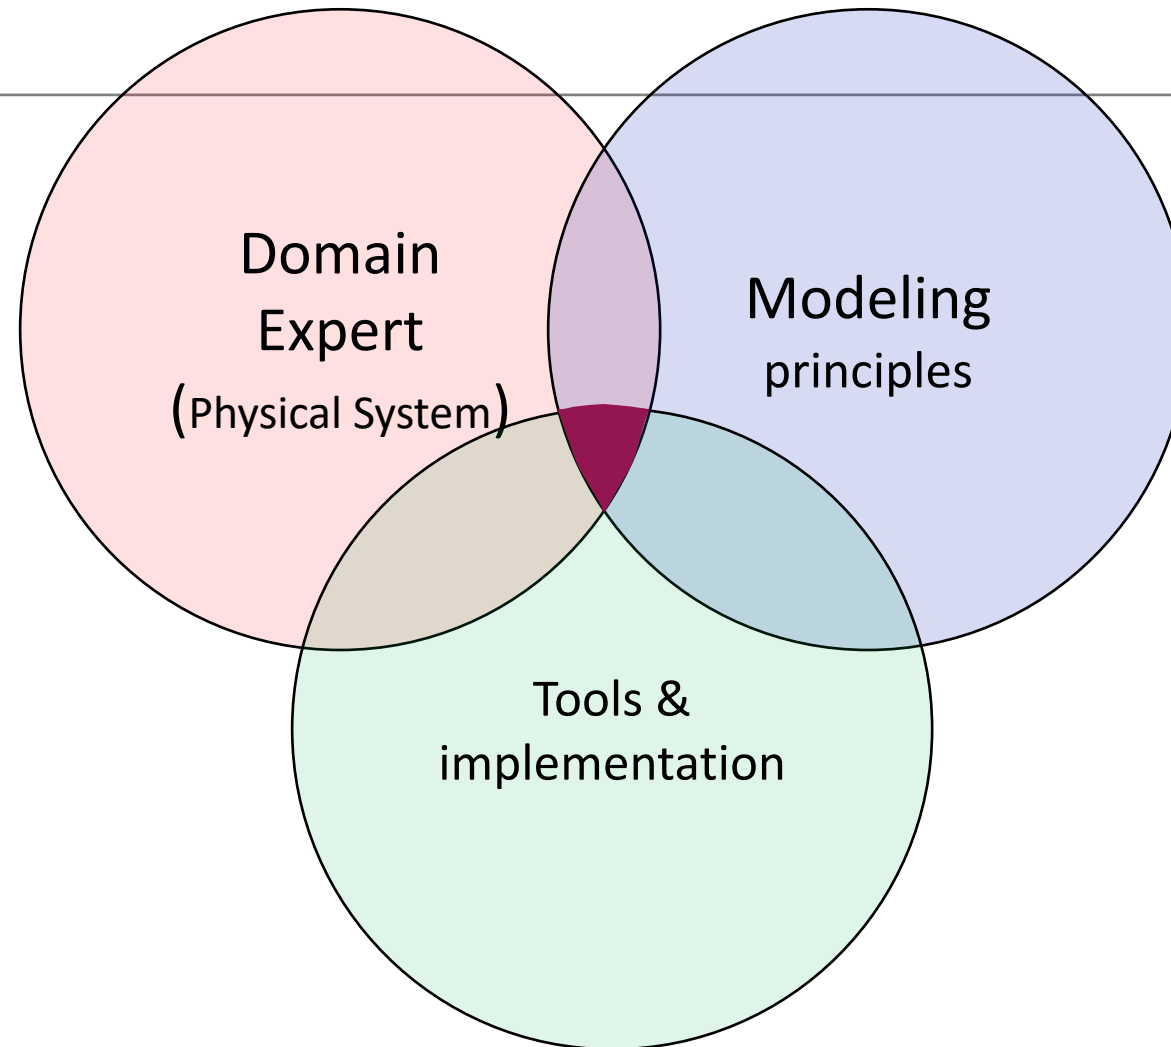 Domain
Expert
(Physical System)
Modeling
principles
Tools &
implementation